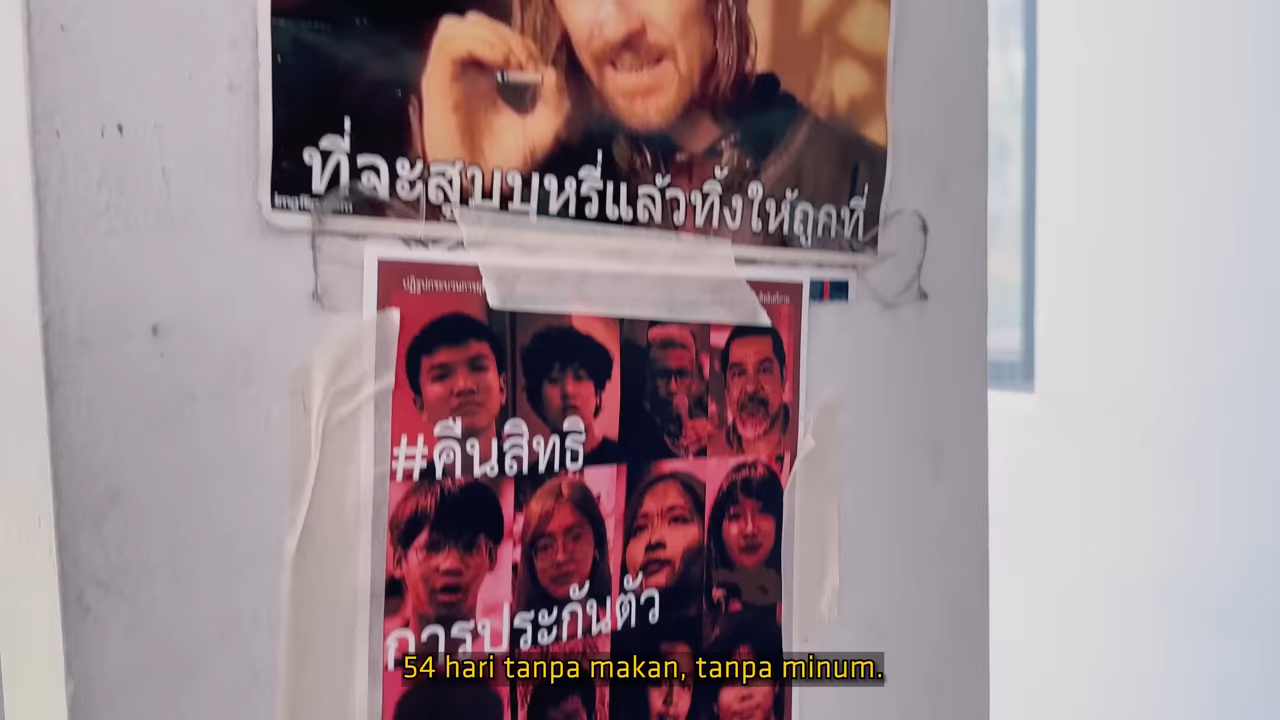 ที่จะสูบบุหรี่แล้วทิ้งให้ถูกที่
#คืนสิทธิ
การประกันตัว
54 hari tanpa makan, tanpa minum.